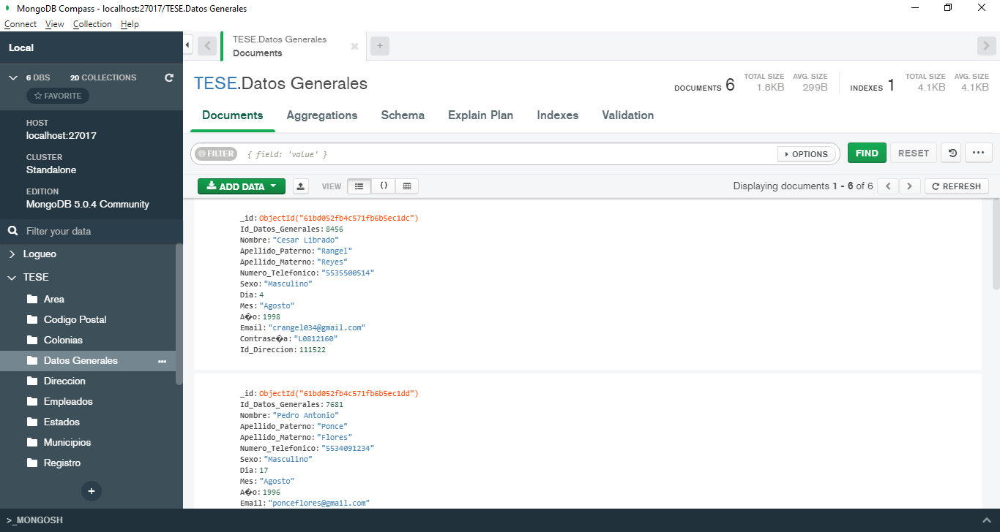 MongoDB Compass - localhost:27017/TESE.Datos Generales
Connect View Collection Help
Local
6 DBS 20 COLLECTIONS
FAVORITE
HOST
localhost:27017
CLUSTER
Standalone
EDITION
MongoDB 5.0.4 Community
Filter your data
Logueo
TESE
Area
Codigo Postal
Colonias
Datos Generales
Direccion
Empleados
Estados
Municipios
Registro
TESE.Datos Generales
Documents
TESE.Datos Generales
DOCUMENTS 6 TOTAL SIZE 1.8KB AVG. SIZE 299B
INDEXES 1 TOTAL SIZE 4.1KB AVG. SIZE 4.1KB
Documents Aggregations Schema Explain Plan Indexes Validation
FILTER { field: 'value' } OPTIONS FIND RESET
ADD DATA VIEW {} Displaying documents 1 - 6 of 6 REFRESH
_id: ObjectId("61bd052fb4c571fb6b5ec1dc")
Id_Datos_Generales: 8456
Nombre: "Cesar Librado"
Apellido_Paterno: "Rangel"
Apellido_Materno: "Reyes"
Numero_Telefonico: "5535500514"
Sexo: "Masculino"
Dia: 4
Mes: "Agosto"
A�o: 1998
Email: "crangel034@gmail.com"
Contrase�a: "L0812160"
Id_Direccion: 111522
_id: ObjectId("61bd052fb4c571fb6b5ec1dd")
Id_Datos_Generales: 7681
Nombre: "Pedro Antonio"
Apellido_Paterno: "Ponce"
Apellido_Materno: "Flores"
Numero_Telefonico: "5534091234"
Sexo: "Masculino"
Dia: 17
Mes: "Agosto"
A�o: 1996
Email: "ponceflores@gmail.com"
>_MONGOSH